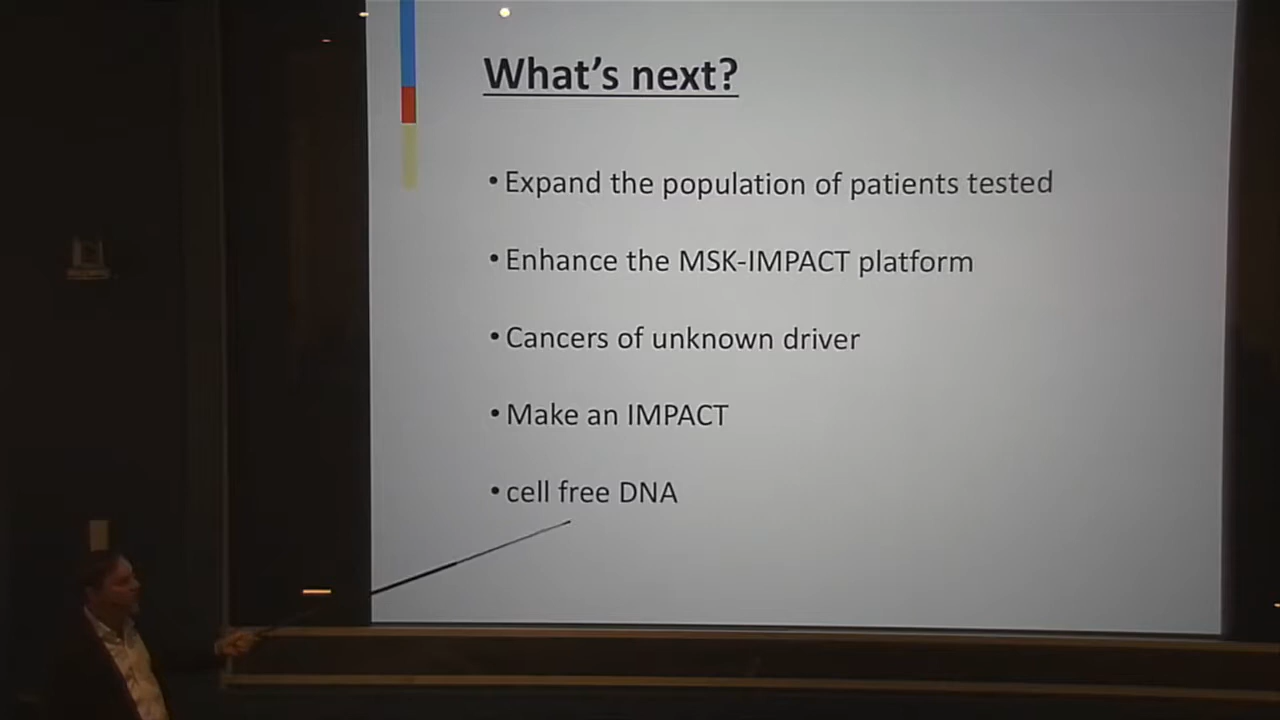 What's next?
• Expand the population of patients tested
• Enhance the MSK-IMPACT platform
• Cancers of unknown driver
• Make an IMPACT
• cell free DNA